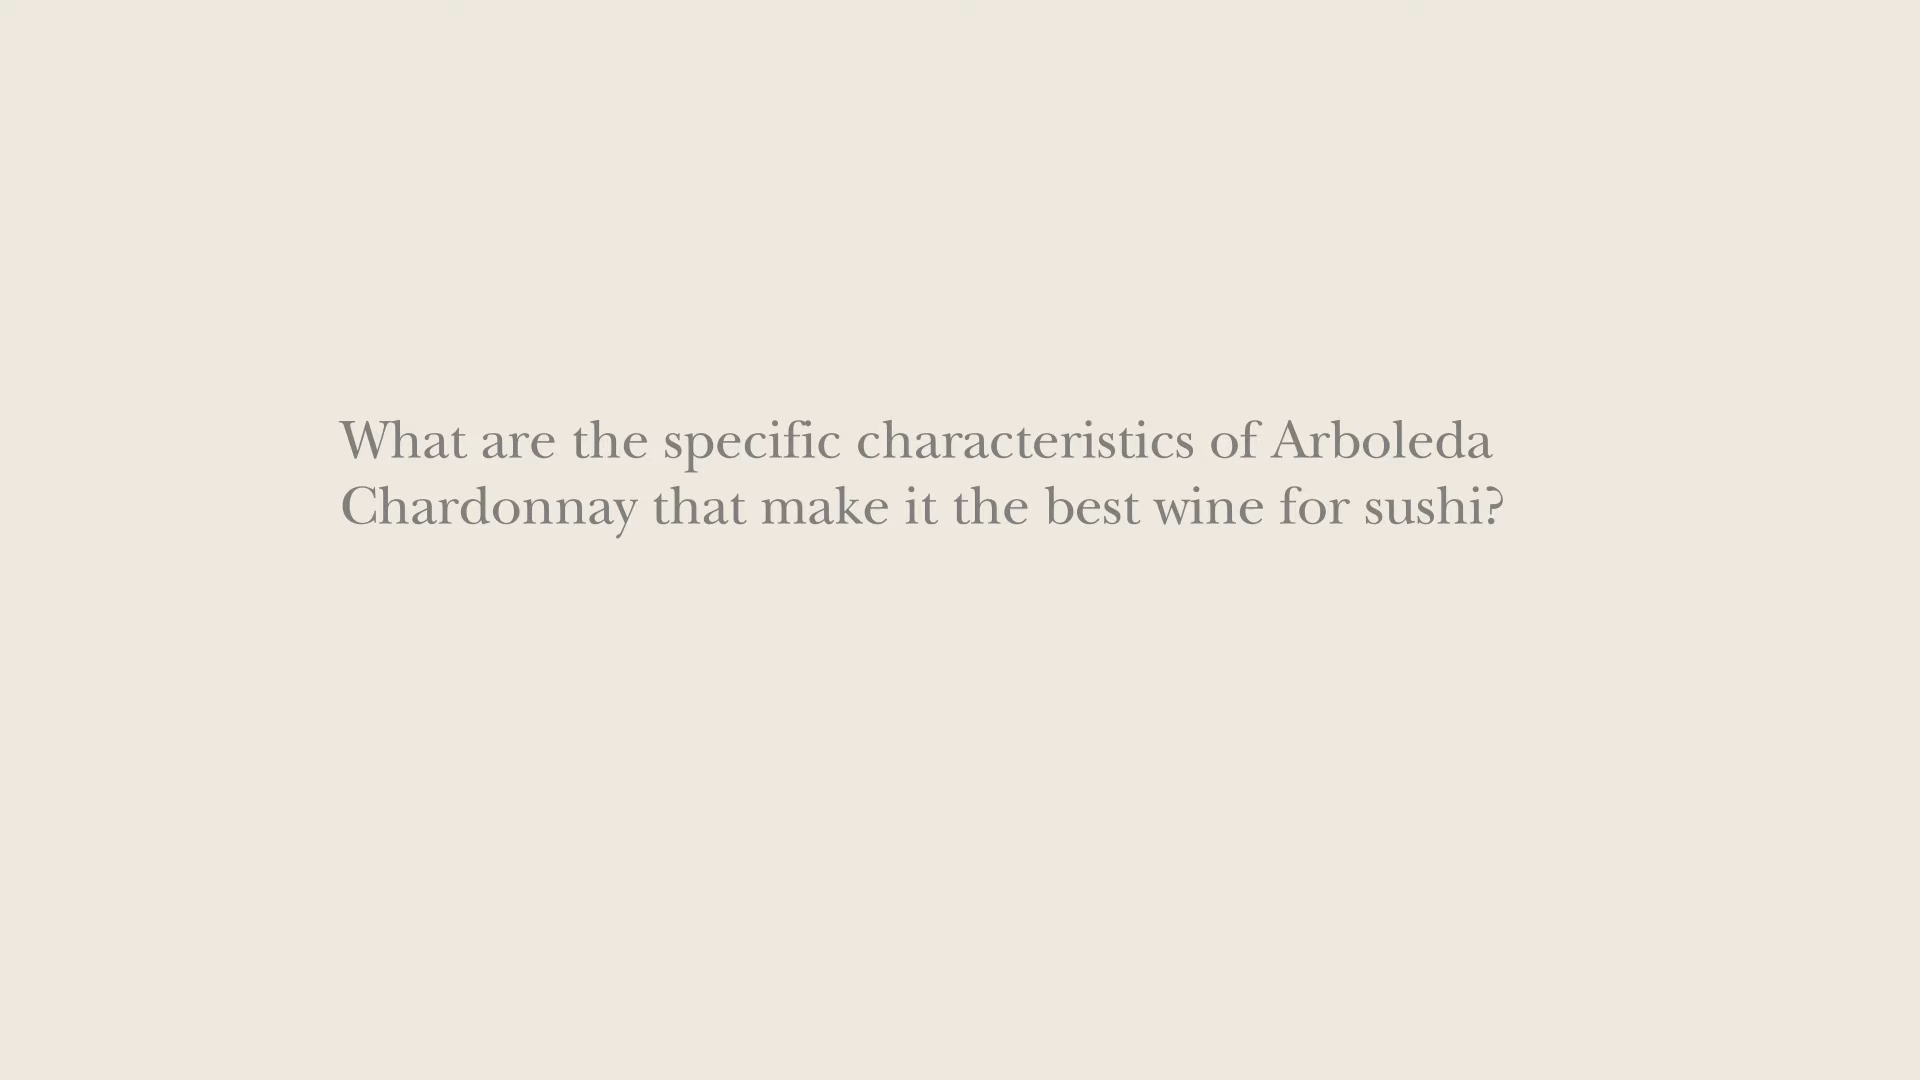 What are the specific characteristics of Arboleda
Chardonnay that make it the best wine for sushi?